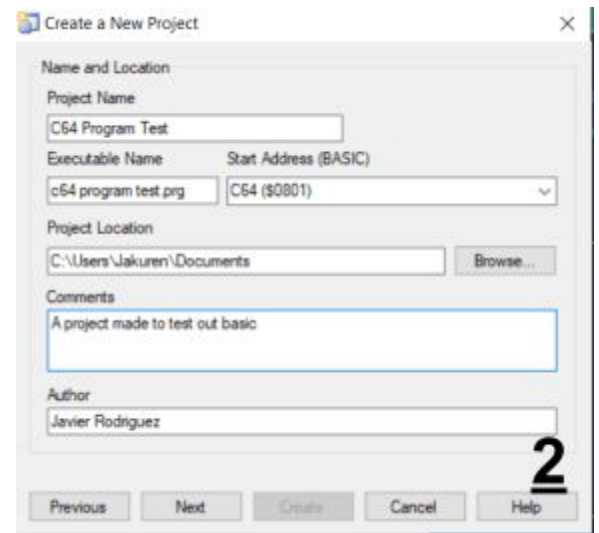 Create a New Project
Name and Location
Project Name
C64 Program Test
Executable Name Start Address (BASIC)
c64 program test.prg C64 ($0801)
Project Location
C:\Users\Jakuren\Documents Browse...
Comments
A project made to test out basic
Author
Javier Rodriguez
2
Previous Next Create Cancel Help